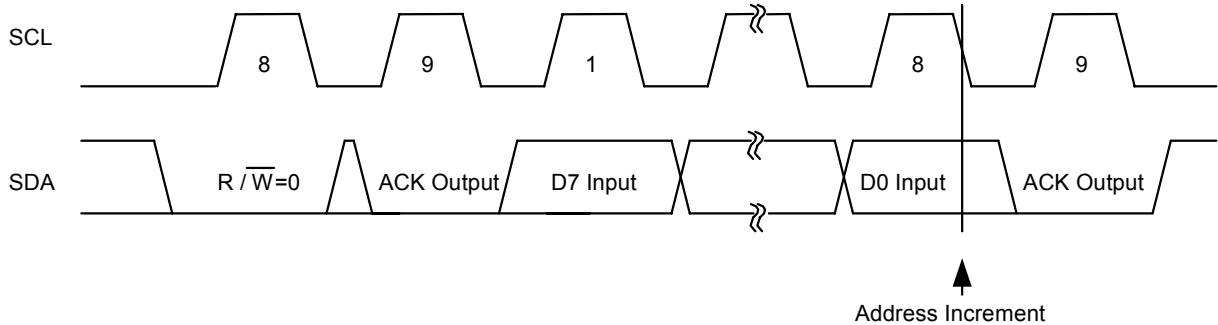 SCL 8 9 1 8 9
SDA R / W̅=0 ACK Output D7 Input D0 Input ACK Output
Address Increment